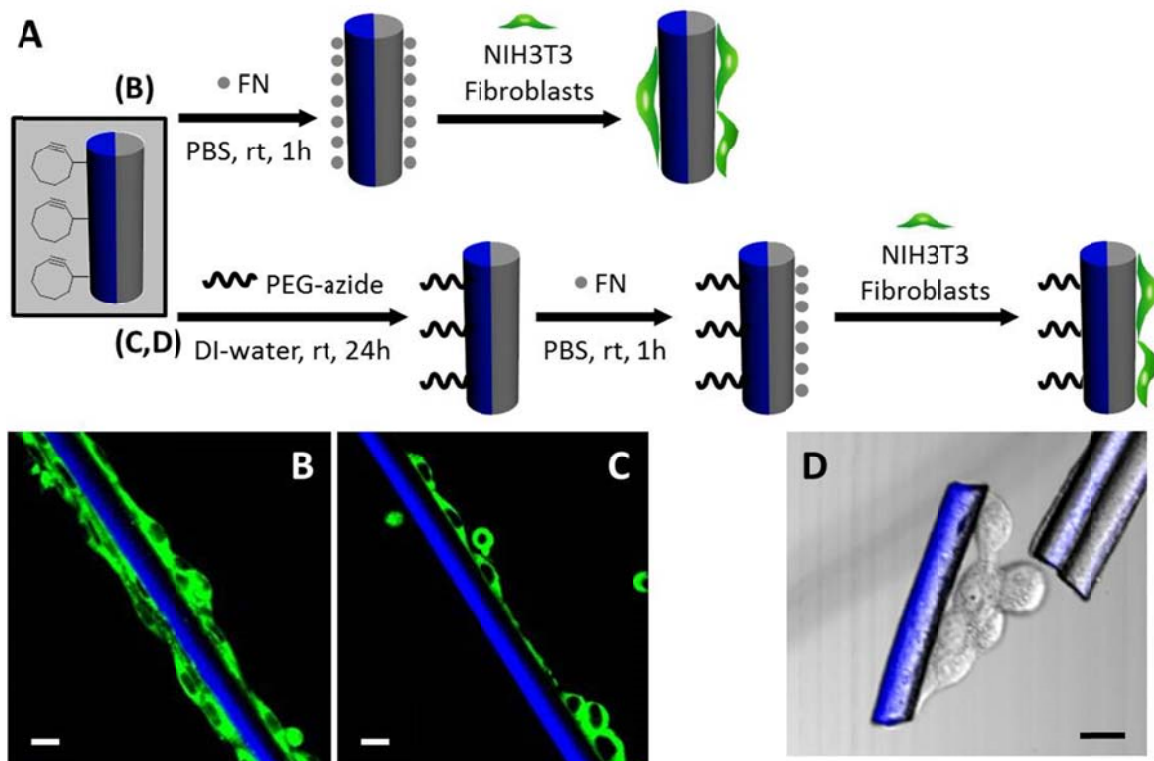 A
(B)
FN
PBS, rt, 1h
NIH3T3
Fibroblasts
(C,D)
PEG-azide
DI-water, rt, 24h
FN
PBS, rt, 1h
NIH3T3
Fibroblasts
B
C
D